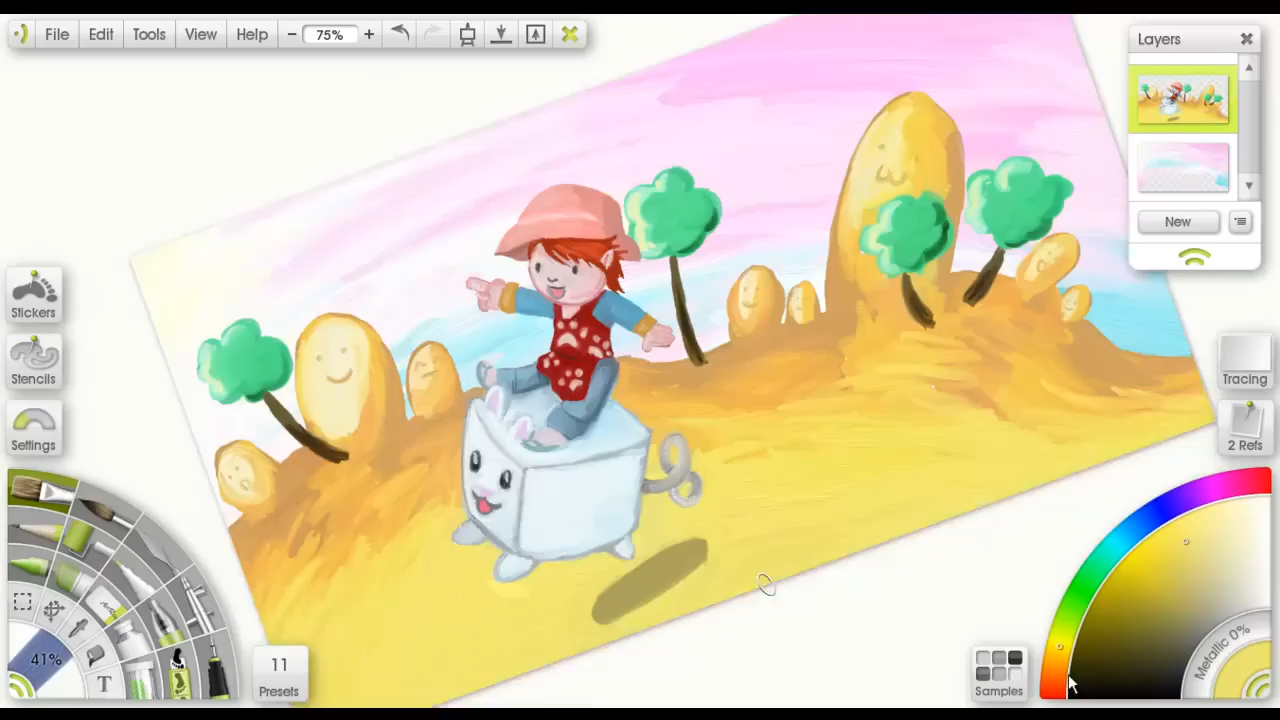 File Edit Tools View Help − 75% +
Layers
New
Stickers
Stencils
Settings
Tracing
2 Refs
41%
T
11
Presets
Samples
Metallic 0%